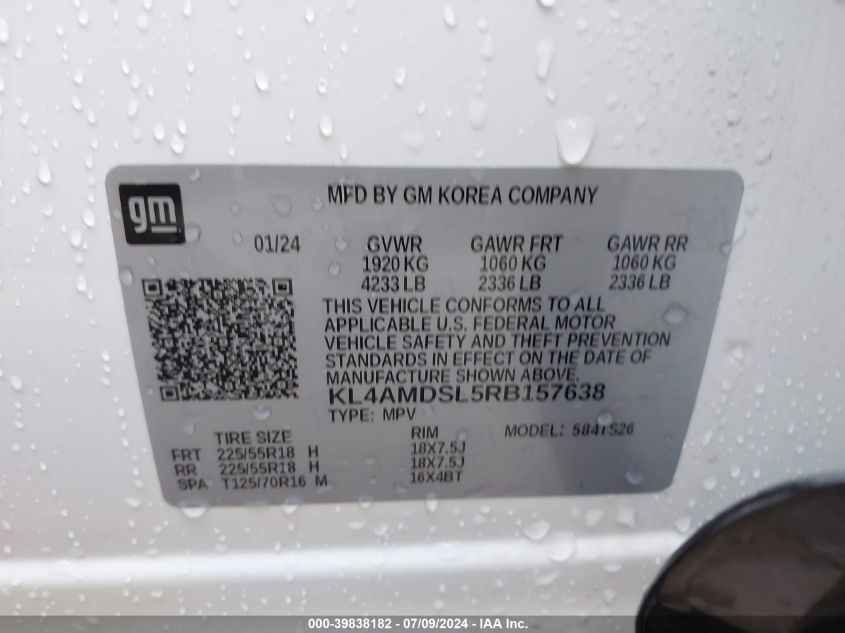 gm
MFD BY GM KOREA COMPANY
01/24 GVWR GAWR FRT GAWR RR
1920 KG 1060 KG 1060 KG
4233 LB 2336 LB 2336 LB
THIS VEHICLE CONFORMS TO ALL
APPLICABLE U.S. FEDERAL MOTOR
VEHICLE SAFETY AND THEFT PREVENTION
STANDARDS IN EFFECT ON THE DATE OF
MANUFACTURE SHOWN ABOVE.
KL4AMDSL5RB157638
TYPE: MPV
TIRE SIZE RIM MODEL:
FRT 225/55R18 H 18X7.5J
RR 225/55R18 H 18X7.5J
SPA T125/70R16 M 16X4BT
000-39838182 - 07/09/2024 - IAA Inc.